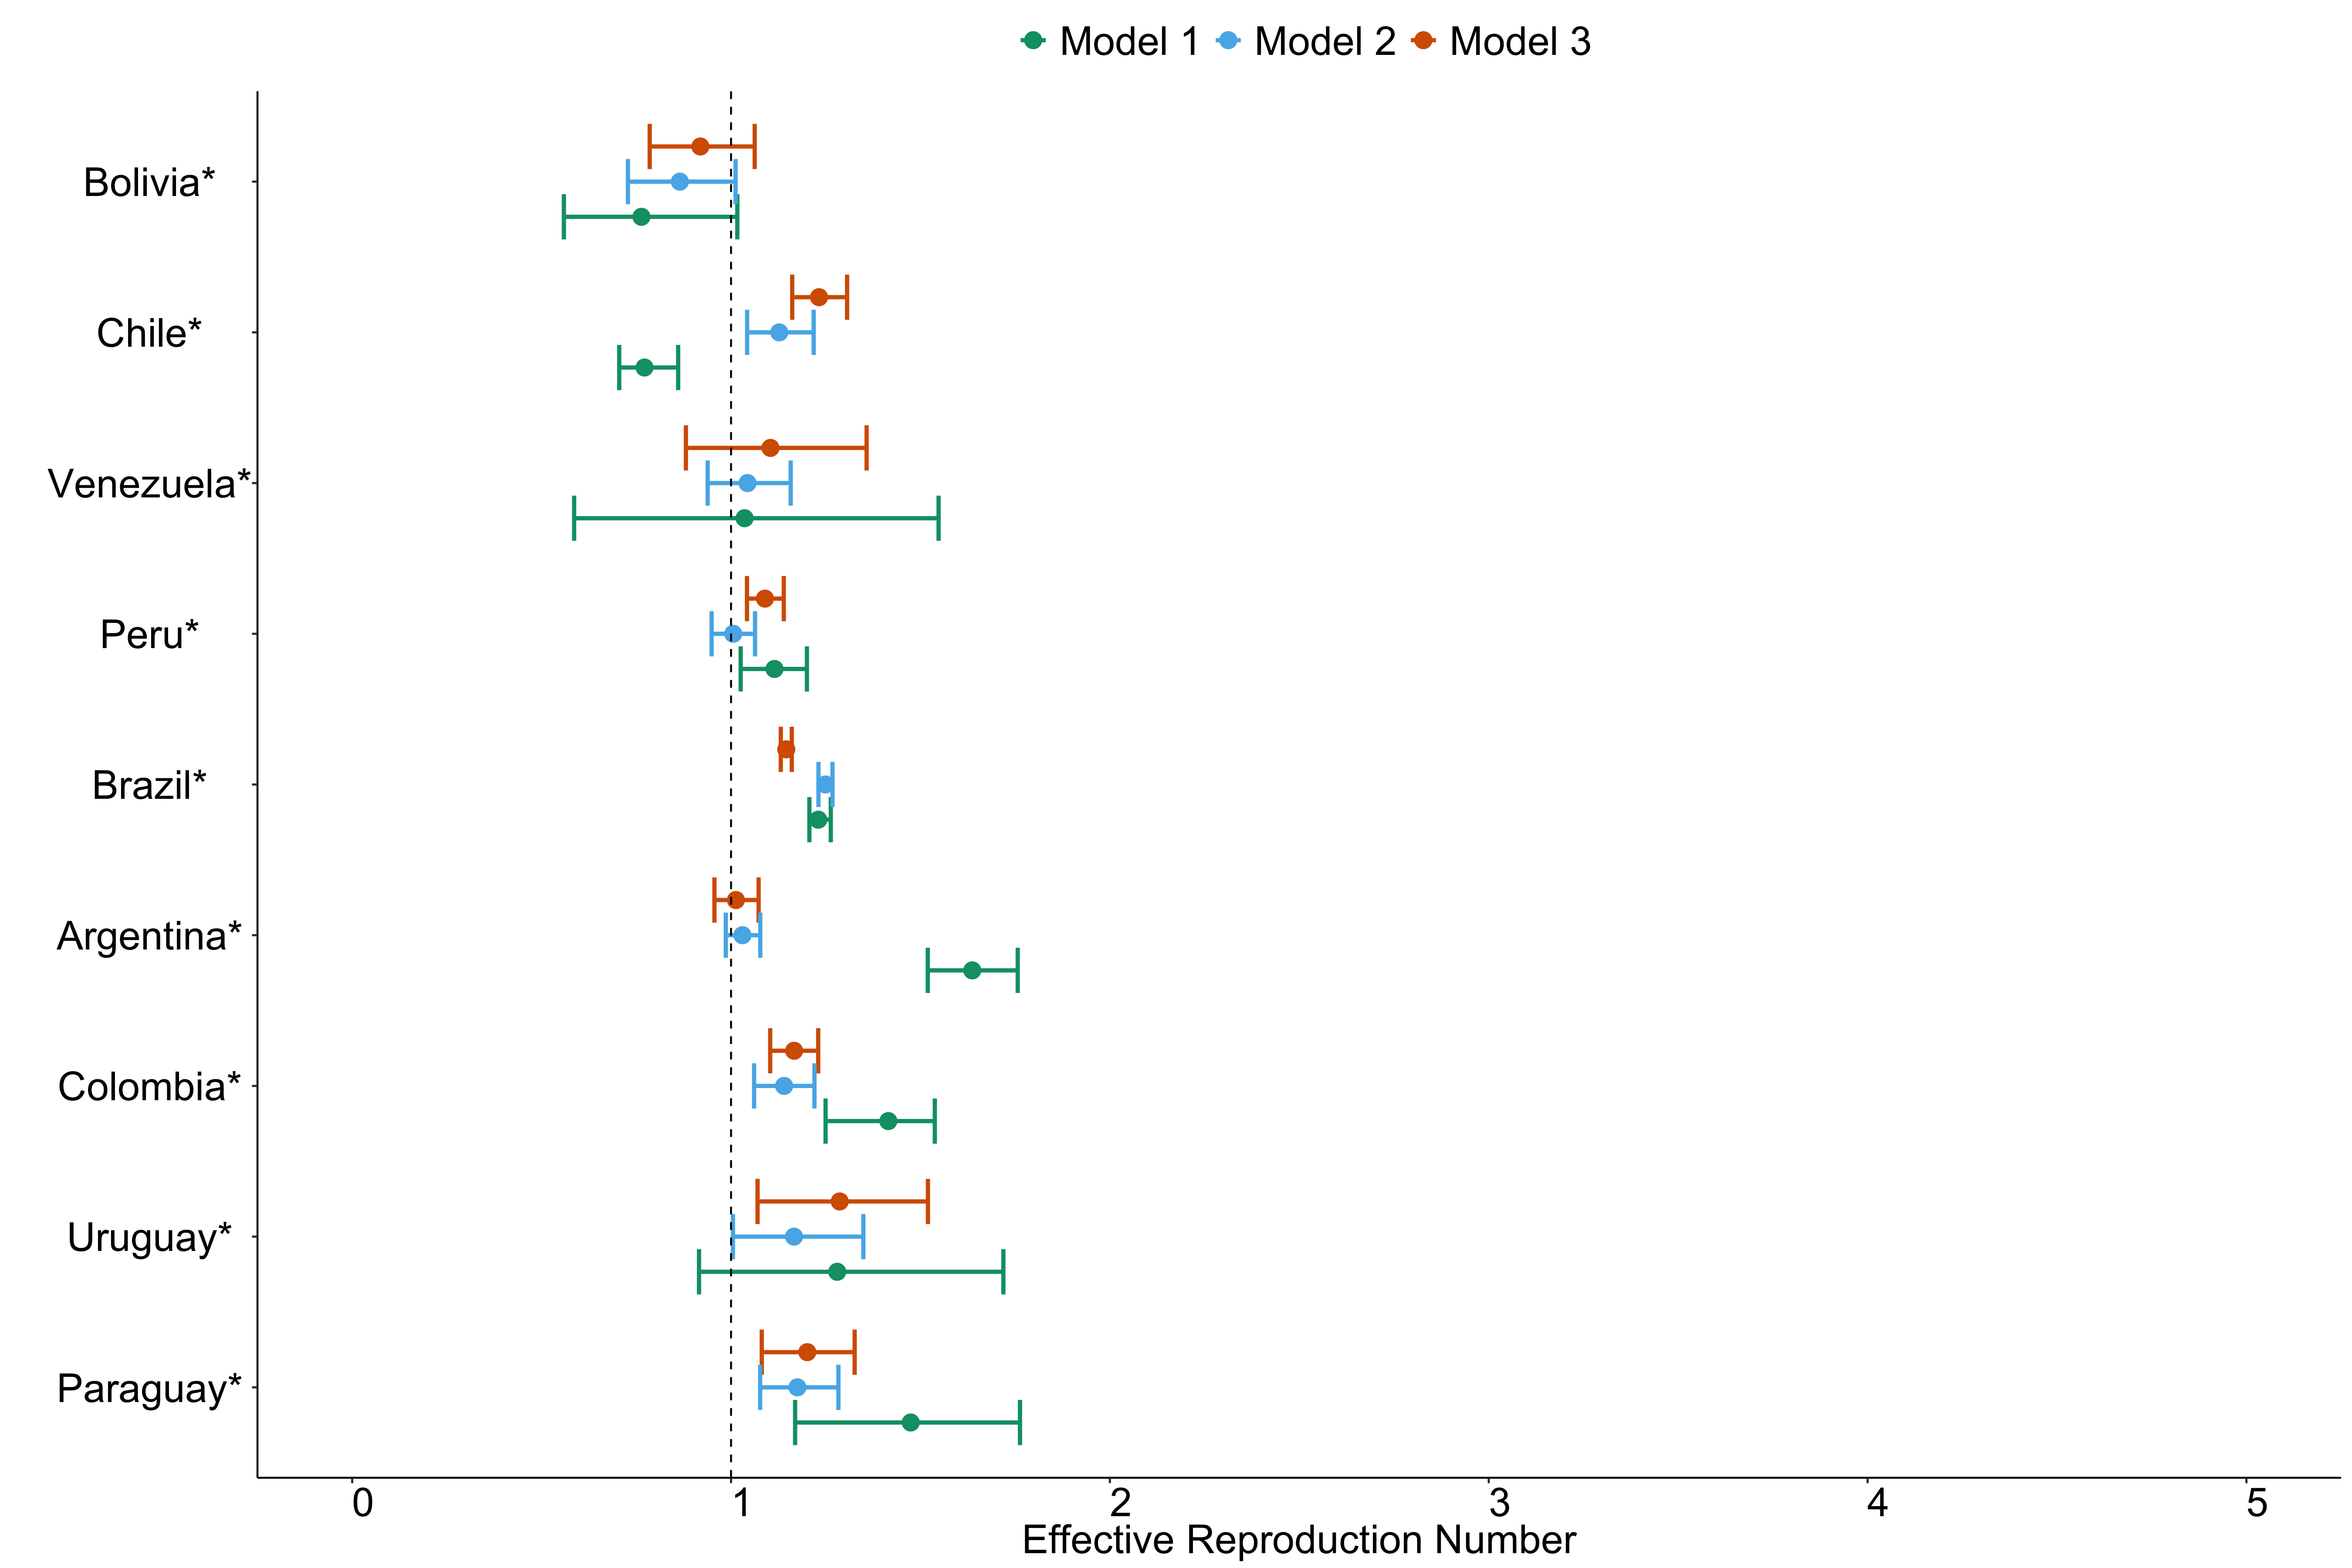 Model 1 Model 2 Model 3
Bolivia*
Chile*
Venezuela*
Peru*
Brazil*
Argentina*
Colombia*
Uruguay*
Paraguay*
0 1 2 3 4 5
Effective Reproduction Number